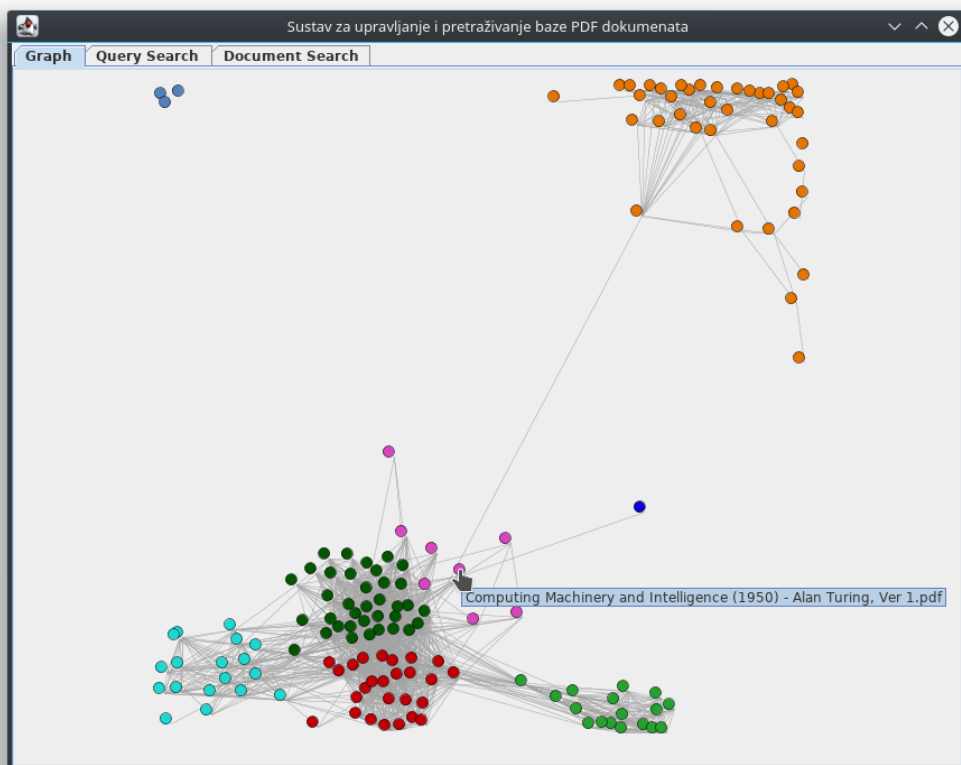 Sustav za upravljanje i pretraživanje baze PDF dokumenata
Graph Query Search Document Search
Computing Machinery and Intelligence (1950) - Alan Turing, Ver 1.pdf